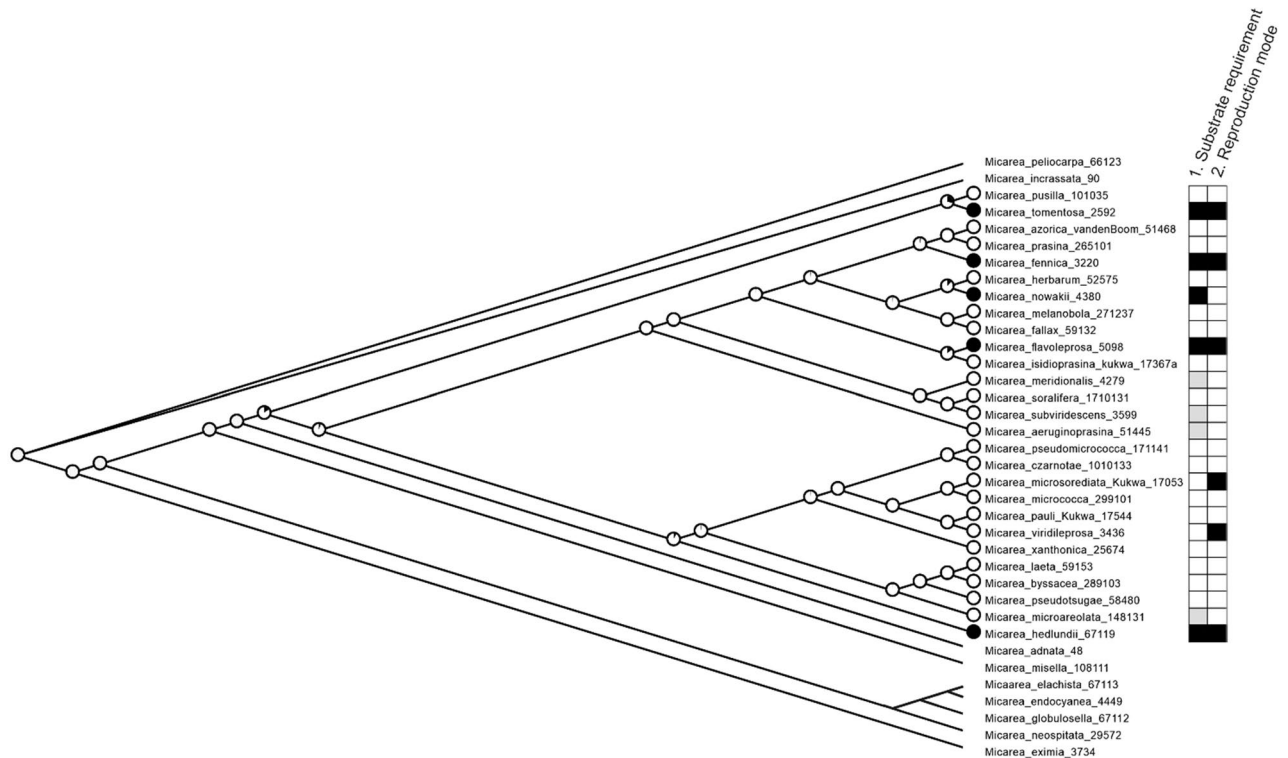 1. Substrate requirement
2. Reproduction mode
Micarea_peliocarpa_66123
Micarea_incrassata_90
Micarea_pusilla_101035
Micarea_tomentosa_2592
Micarea_azorica_vandenBoom_51468
Micarea_prasina_265101
Micarea_fennica_3220
Micarea_herbarum_52575
Micarea_nowakii_4380
Micarea_melanobola_271237
Micarea_fallax_59132
Micarea_flavoleprosa_5098
Micarea_isidioprasina_kukwa_17367a
Micarea_meridionalis_4279
Micarea_soralifera_1710131
Micarea_subviridescens_3599
Micarea_aeruginoprasina_51445
Micarea_pseudomicrococca_171141
Micarea_czarnotae_1010133
Micarea_microsorediata_Kukwa_17053
Micarea_micrococca_299101
Micarea_pauli_Kukwa_17544
Micarea_viridileprosa_3436
Micarea_xanthonica_25674
Micarea_laeta_59153
Micarea_byssacea_289103
Micarea_pseudotsugae_58480
Micarea_microareolata_148131
Micarea_hedlundii_67119
Micarea_adnata_48
Micarea_misella_108111
Micaarea_elachista_67113
Micarea_endocyanea_4449
Micarea_globulosella_67112
Micarea_neospitata_29572
Micarea_eximia_3734